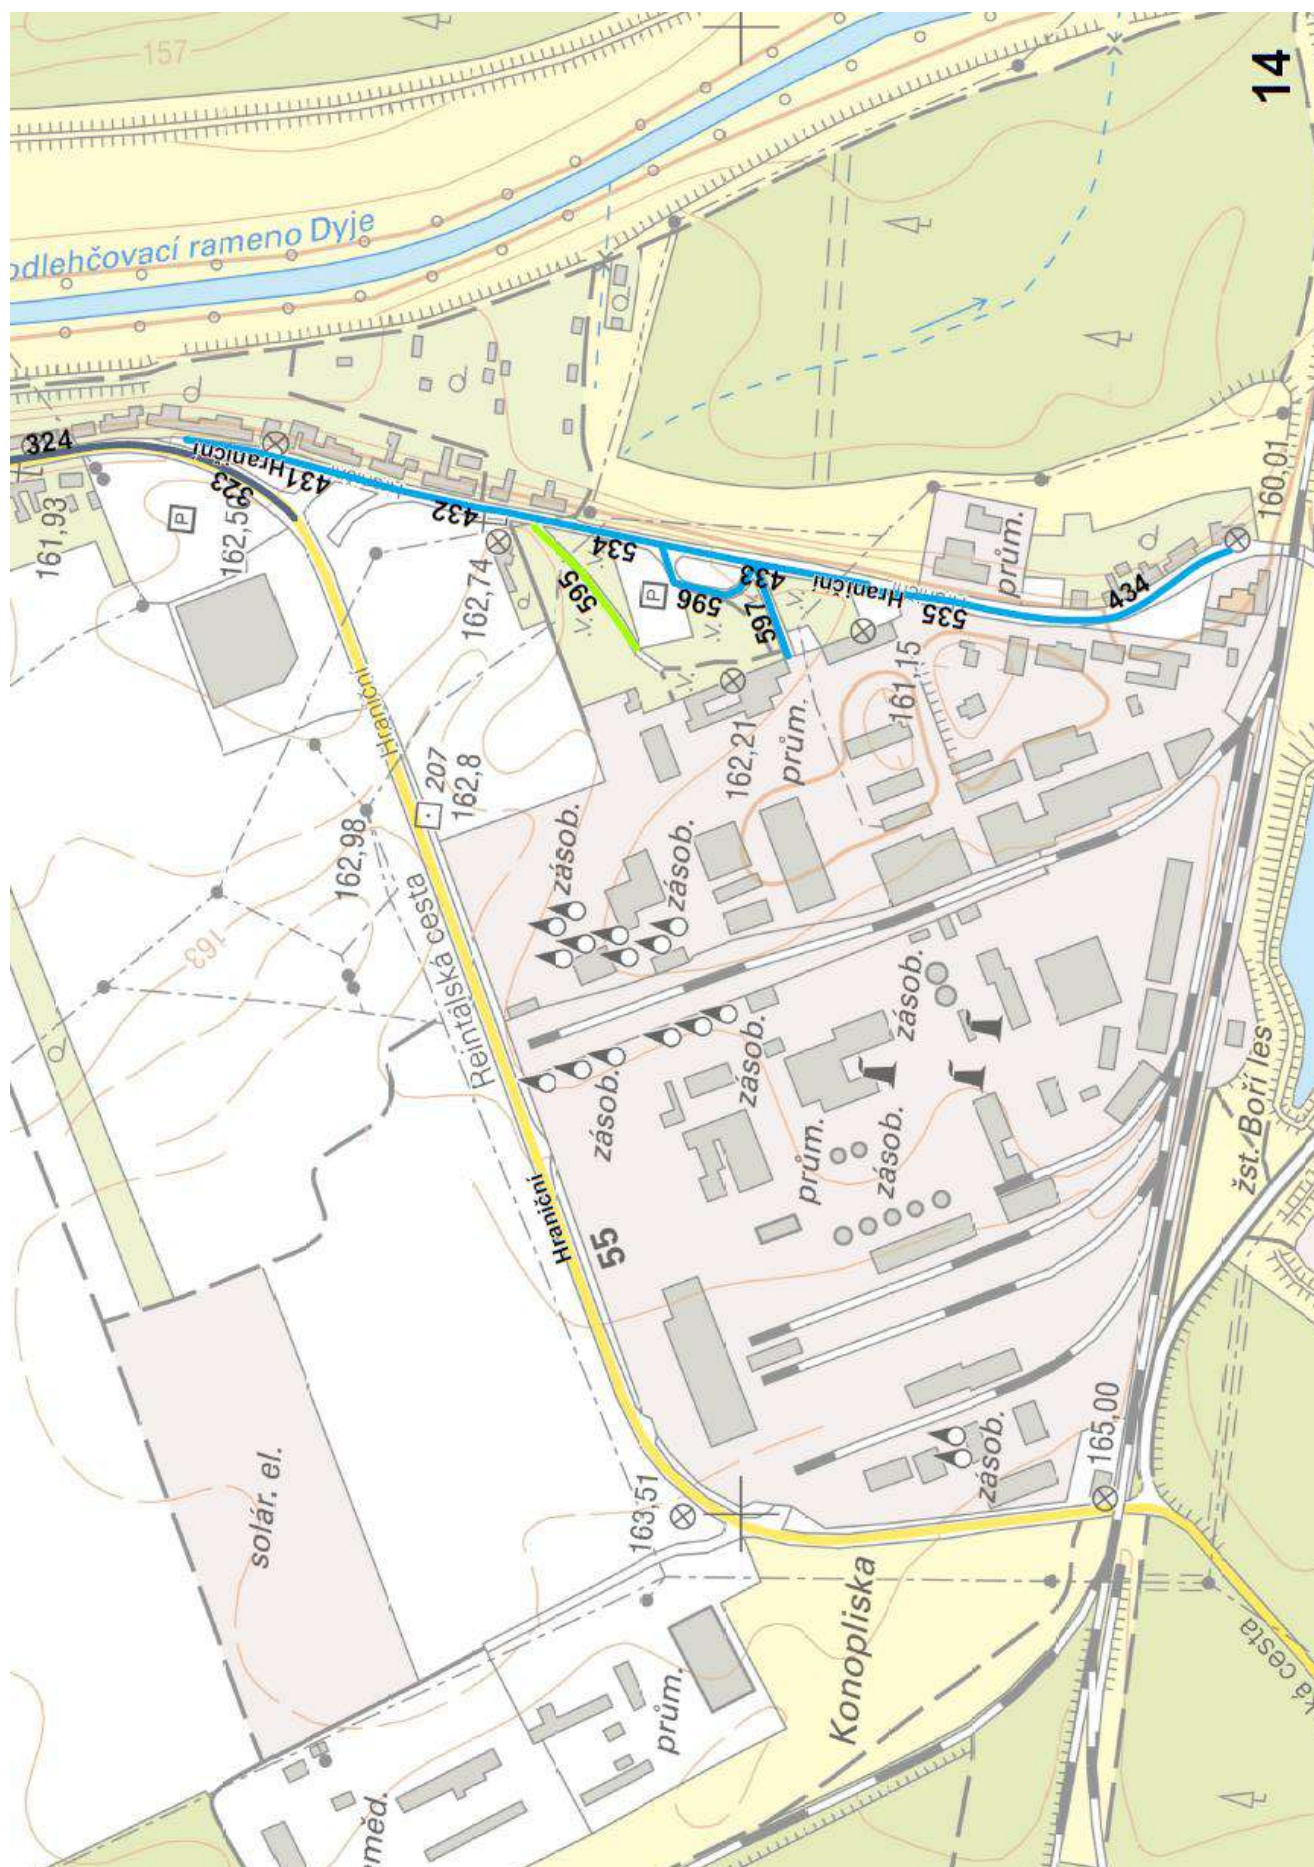 14
157
odlehčovací rameno Dyje
324
161,93
323
162,56
P
431
Hraniční
432
162,74
534
595
P
596
433
597
Hraniční
535
434
prům.
160,01
Hraniční
207
162,8
162,98
Reintálská cesta
163
162,21
prům.
161,15
zásob.
zásob.
zásob.
zásob.
zásob.
prům.
zásob.
Hraniční
55
žst. Boří les
solár. el.
163,51
zásob.
165,00
Konopliska
prům.
měd.
ká cesta